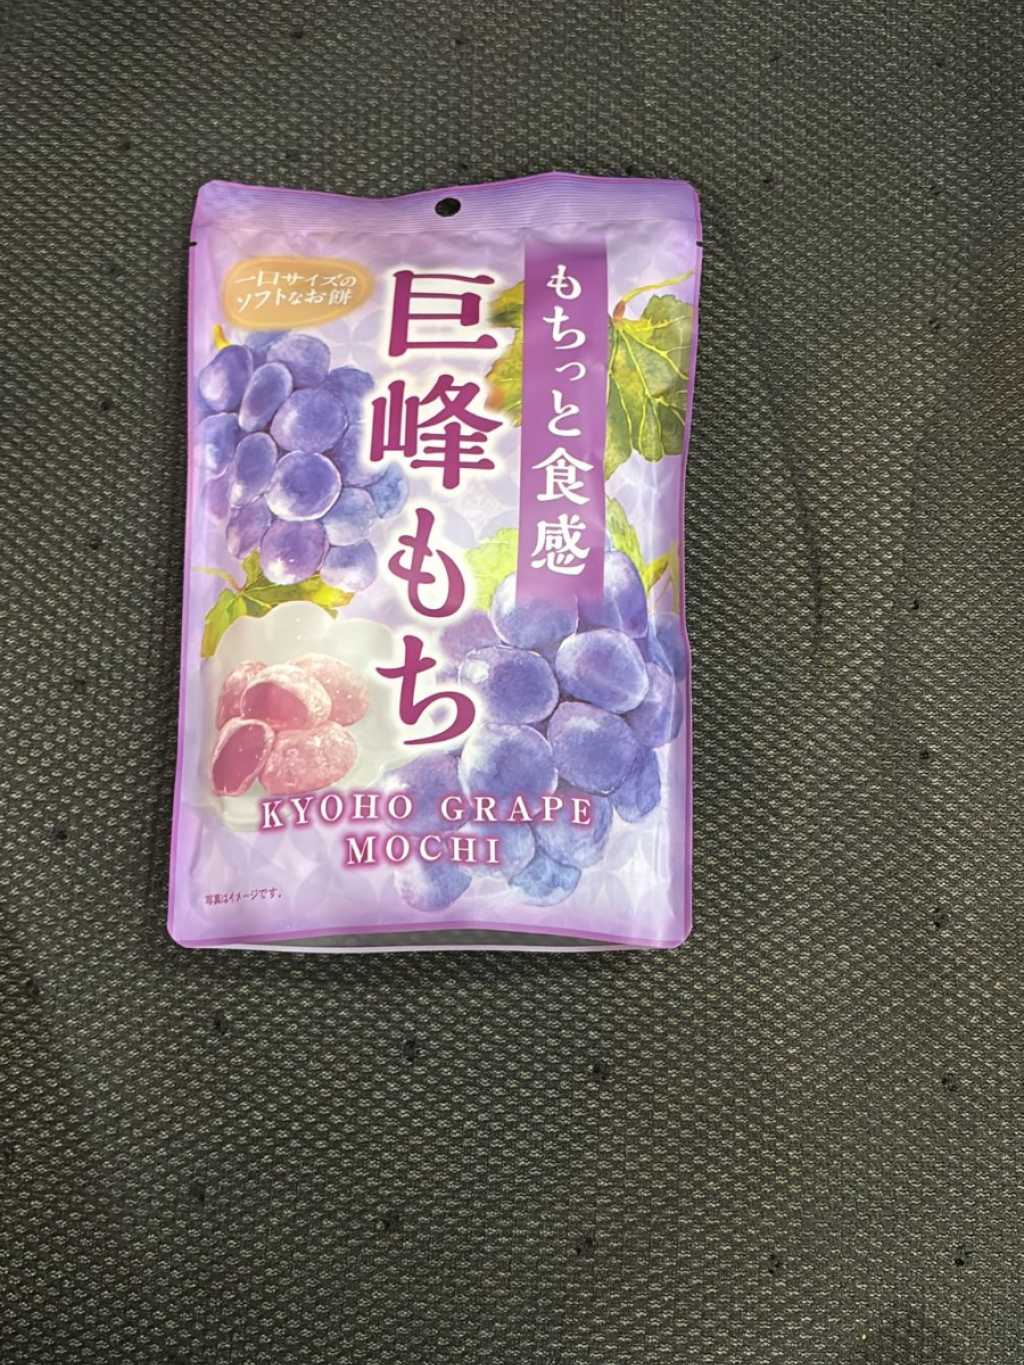 一口サイズの
ソフトなお餅
巨峰もち
もちっと食感
KYOHO GRAPE
MOCHI
写真はイメージです。